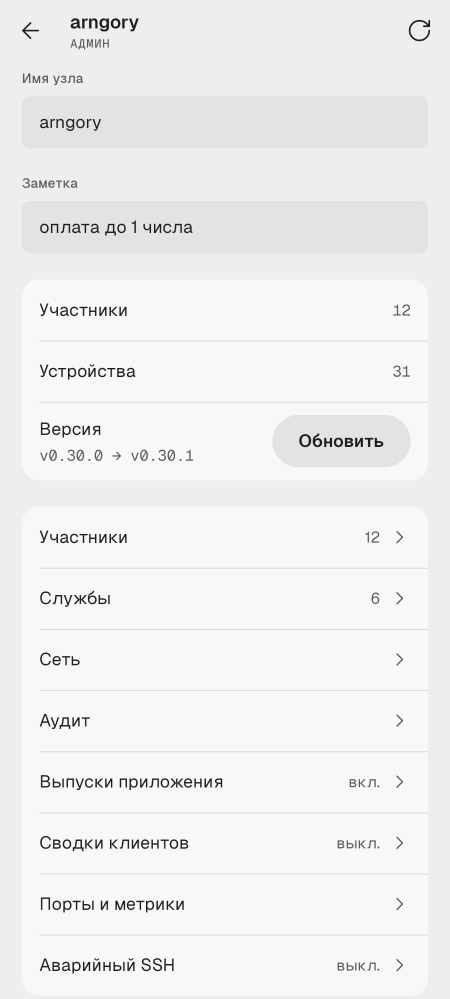 arngory
АДМИН
Имя узла
arngory
Заметка
оплата до 1 числа
Участники 12
Устройства 31
Версия
v0.30.0 → v0.30.1
Обновить
Участники 12
Службы 6
Сеть
Аудит
Выпуски приложения вкл.
Сводки клиентов выкл.
Порты и метрики
Аварийный SSH выкл.